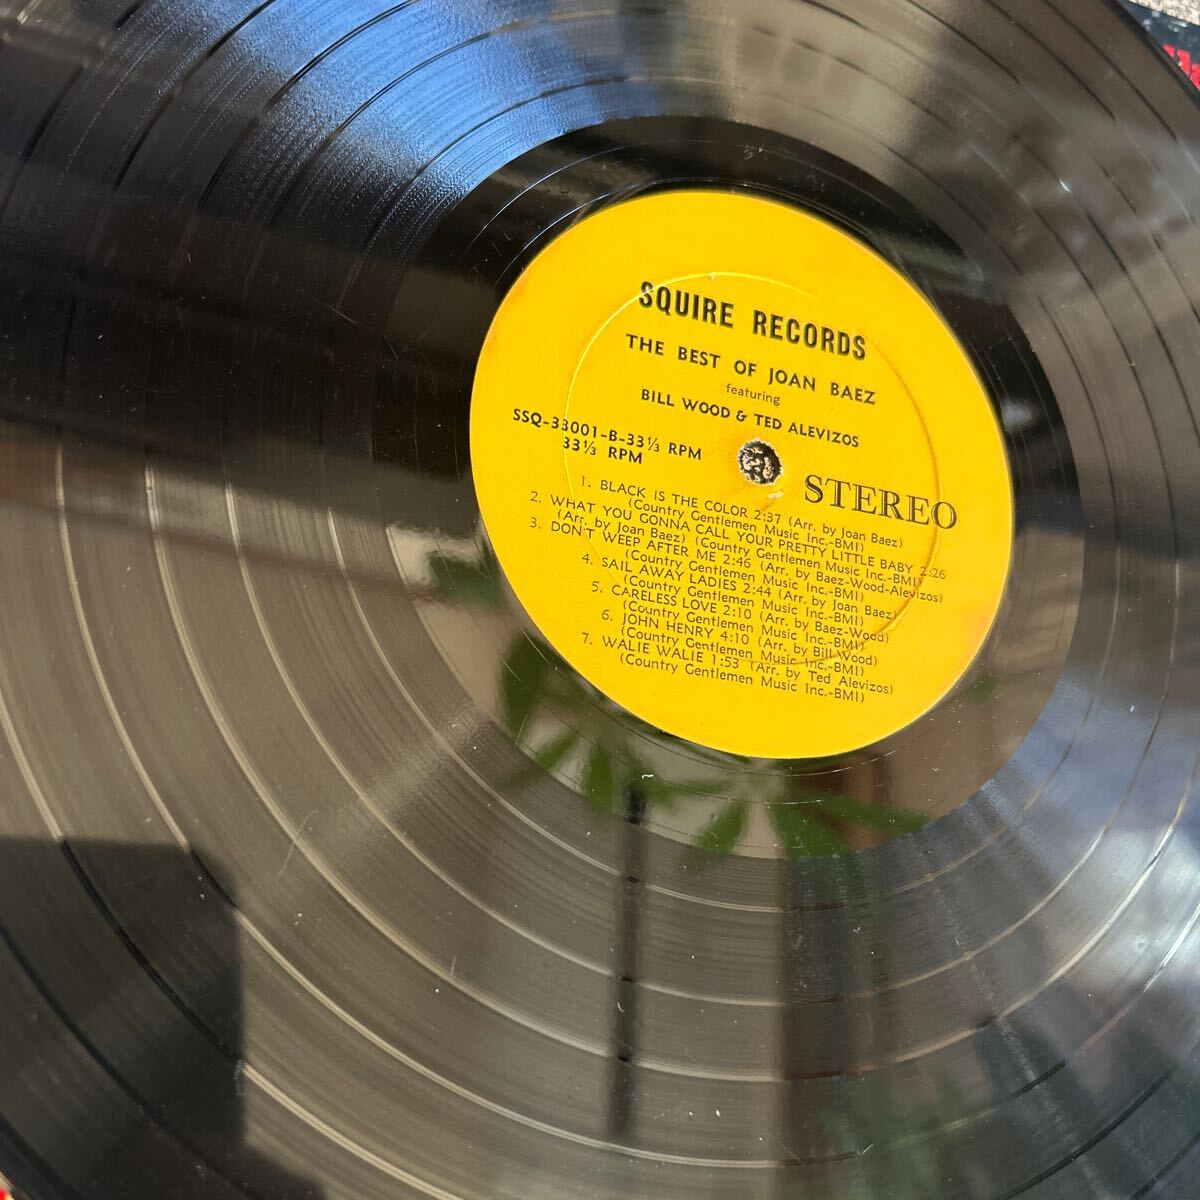 SQUIRE RECORDS
THE BEST OF JOAN BAEZ
featuring
BILL WOOD & TED ALEVIZOS
SSQ-33001-B-33⅓ RPM
33⅓ RPM
STEREO
1. BLACK IS THE COLOR 2:37 (Arr. by Joan Baez)
(Country Gentlemen Music Inc.-BMI)
2. WHAT YOU GONNA CALL YOUR PRETTY LITTLE BABY 2:26
(Arr. by Joan Baez) (Country Gentlemen Music Inc.-BMI)
3. DON'T WEEP AFTER ME 2:46 (Arr. by Baez-Wood-Alevizos)
(Country Gentlemen Music Inc.-BMI)
4. SAIL AWAY LADIES 2:44 (Arr. by Joan Baez)
(Country Gentlemen Music Inc.-BMI)
5. CARELESS LOVE 2:10 (Arr. by Baez-Wood)
(Country Gentlemen Music Inc.-BMI)
6. JOHN HENRY 4:10 (Arr. by Bill Wood)
(Country Gentlemen Music Inc.-BMI)
7. WALIE WALIE 1:53 (Arr. by Ted Alevizos)
(Country Gentlemen Music Inc.-BMI)